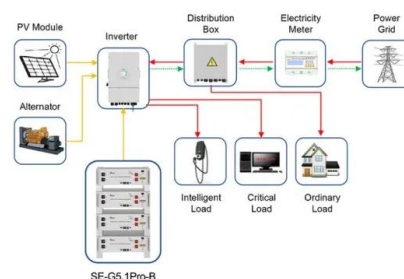 PV Module
Inverter
Distribution
Box
Electricity
Meter
Power
Grid
Alternator
Intelligent
Load
Critical
Load
Ordinary
Load
SE-G5.1Pro-B